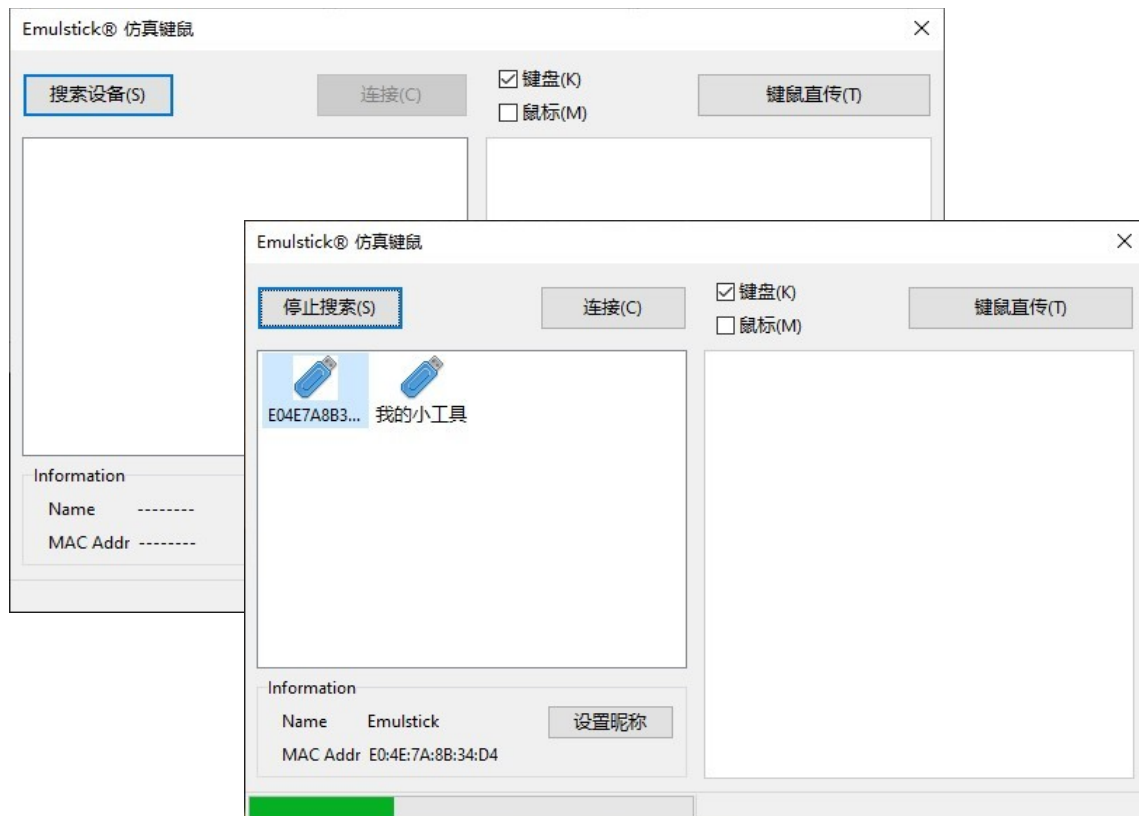 Emulstick® 仿真键鼠
搜索设备(S)
连接(C)
键盘(K)
鼠标(M)
键鼠直传(T)
Information
Name --------
MAC Addr --------
Emulstick® 仿真键鼠
停止搜索(S)
连接(C)
键盘(K)
鼠标(M)
键鼠直传(T)
E04E7A8B3... 我的小工具
Information
Name Emulstick
设置昵称
MAC Addr E0:4E:7A:8B:34:D4